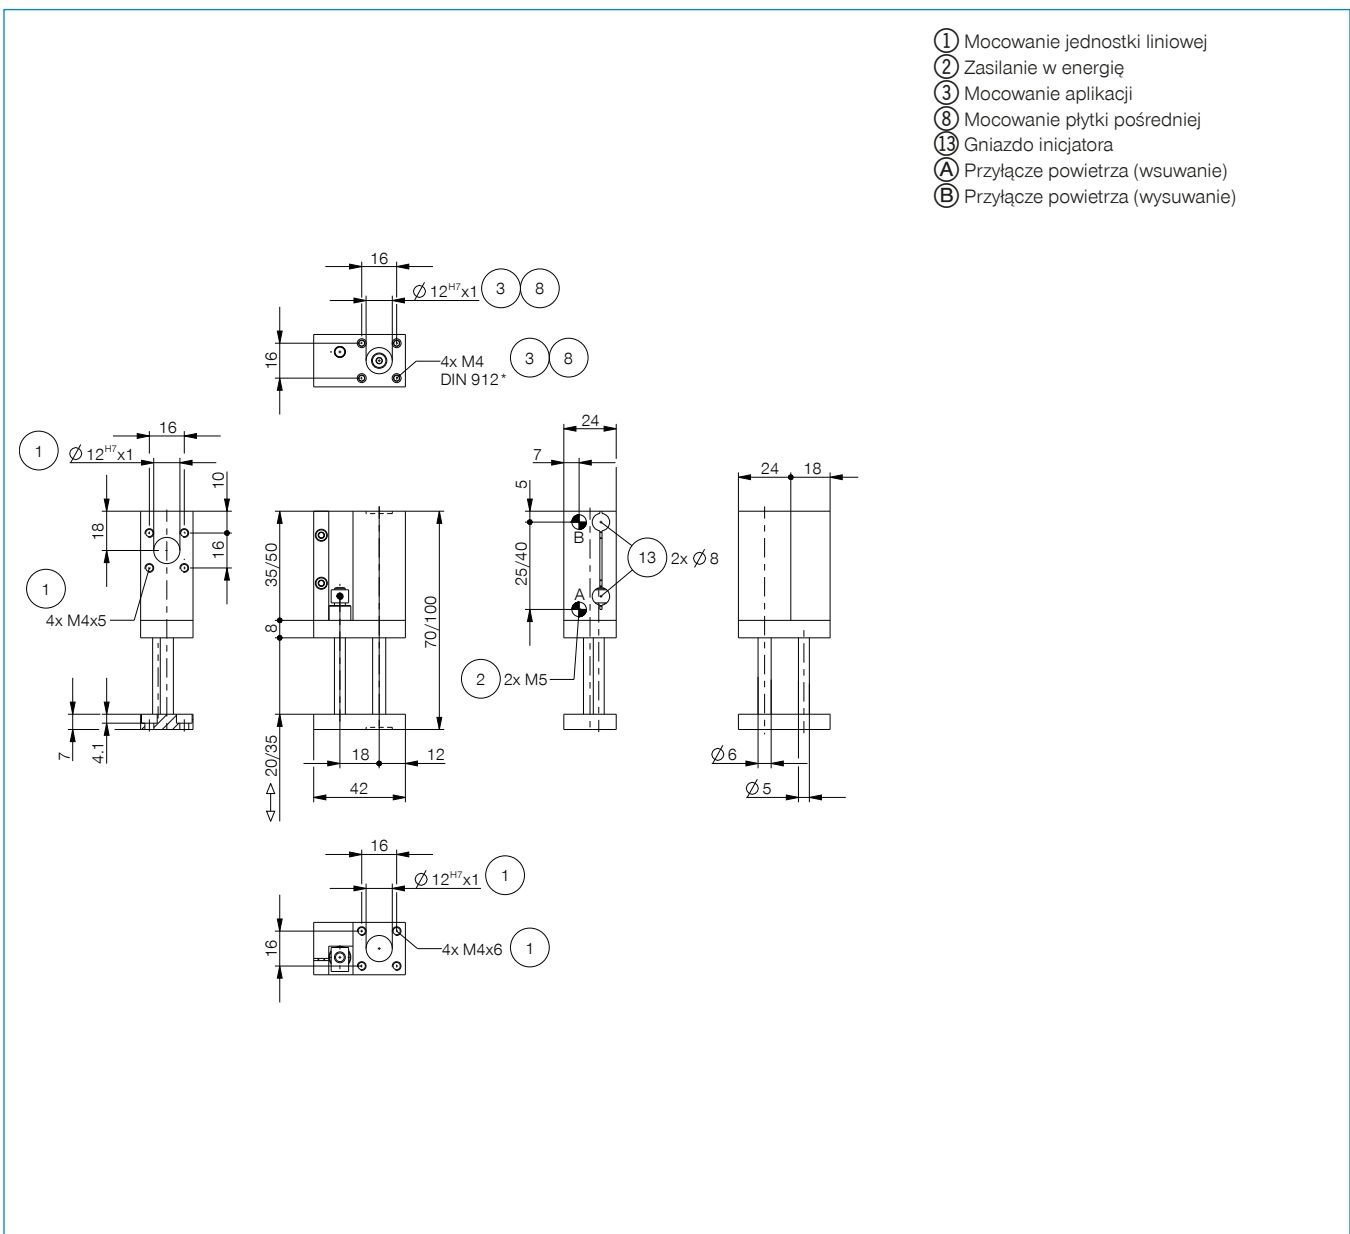 1 Mocowanie jednostki liniowej
2 Zasilanie w energię
3 Mocowanie aplikacji
8 Mocowanie płytki pośredniej
13 Gniazdo inicjatora
A Przyłącze powietrza (wsuwanie)
B Przyłącze powietrza (wysuwanie)
16
Ø 12H7x1 3 8
16
4x M4 3 8
DIN 912*
16
1 Ø 12H7x1
10
18
16
1
4x M4x5
7
4.1
35/50
8
70/100
20/35
18
12
42
24
7
5
25/40
B
A
13 2x Ø 8
2 2x M5
24
18
Ø 6
Ø 5
16
Ø 12H7x1 1
16
4x M4x6 1